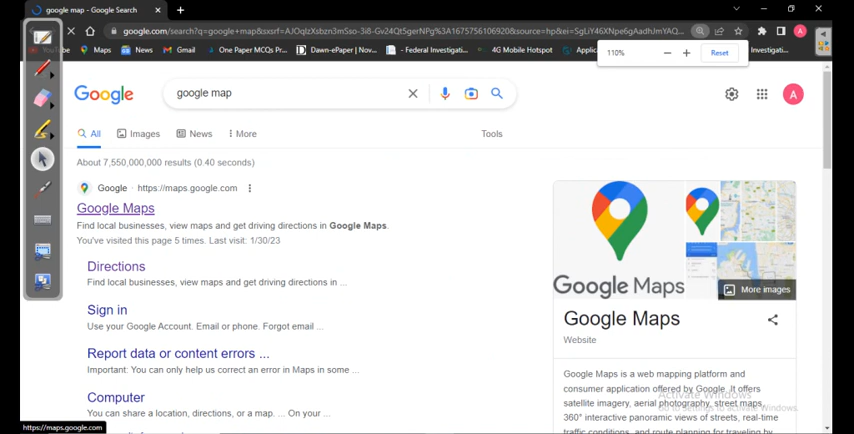 google map - Google Search
google.com/search?q=google+map&sxsrf=AJOqlzXsbzn3mSso-3i8-Gv24Qt5gerNPg%3A1675756106920&source=hp&ei=SgLiY46XNpe6gAadhJmYAQ...
YouTube Maps News Gmail One Paper MCQs Pr... Dawn-ePaper | Nov... - Federal Investigati... 4G Mobile Hotspot Applic Investigati...
110% Reset
Google
google map
A
All Images News More Tools
About 7,550,000,000 results (0.40 seconds)
Google · https://maps.google.com
Google Maps
Find local businesses, view maps and get driving directions in Google Maps.
You've visited this page 5 times. Last visit: 1/30/23
Directions
Find local businesses, view maps and get driving directions in ...
Sign in
Use your Google Account. Email or phone. Forgot email ...
Report data or content errors ...
Important: You can only help us correct an error in Maps in some ...
Computer
You can share a location, directions, or a map. ... On your ...
Google Maps
More images
Google Maps
Website
Google Maps is a web mapping platform and
consumer application offered by Google. It offers
satellite imagery, aerial photography, street maps,
360° interactive panoramic views of streets, real-time
traffic conditions, and route planning for traveling by
Activate Windows
Go to Settings to activate Windows.
https://maps.google.com